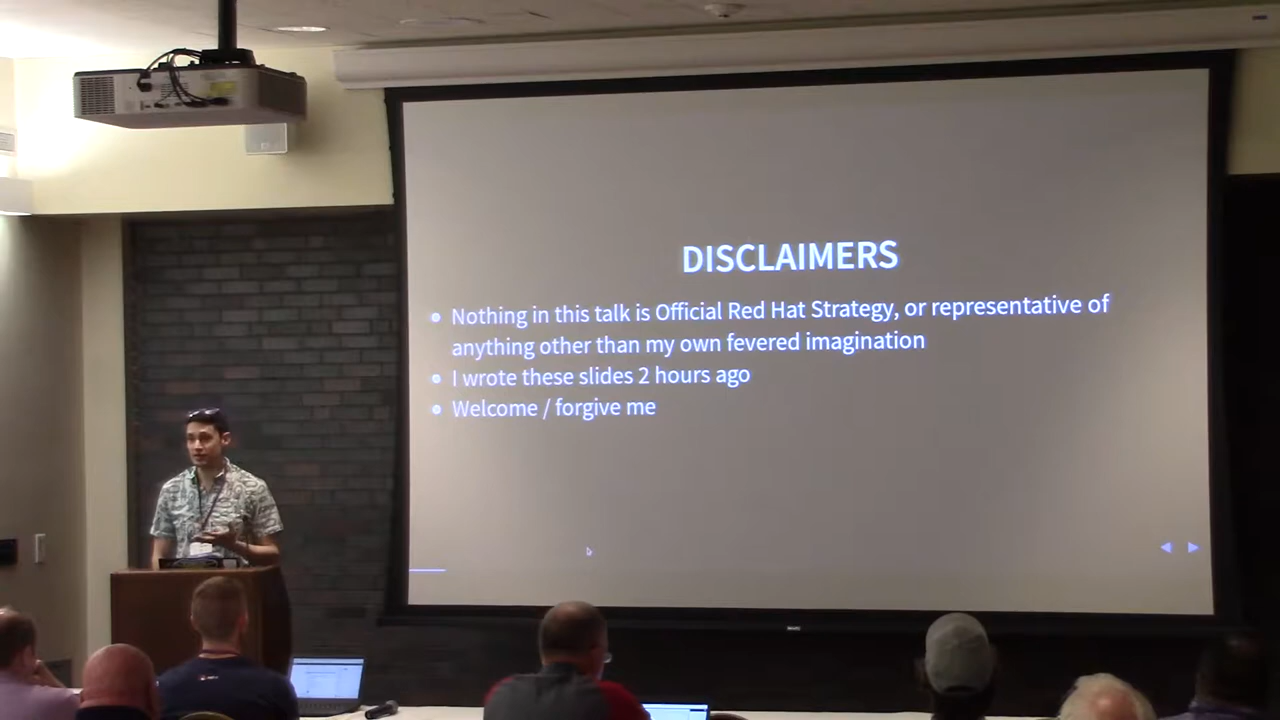 DISCLAIMERS
Nothing in this talk is Official Red Hat Strategy, or representative of
anything other than my own fevered imagination
I wrote these slides 2 hours ago
Welcome / forgive me